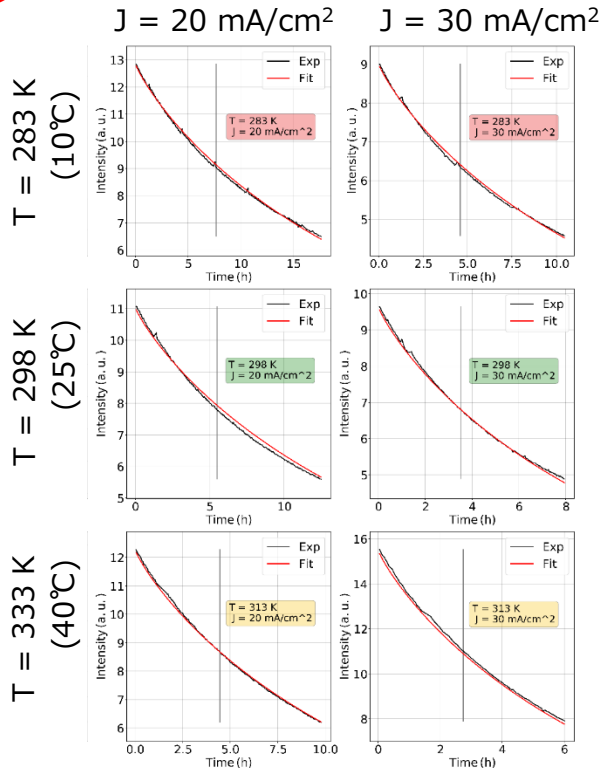 J = 20 mA/cm²
J = 30 mA/cm²
T = 283 K
(10℃)
Intensity (a. u.)
13
12
11
10
9
8
7
6
Exp
Fit
T = 283 K
J = 20 mA/cm^2
0
5
10
15
Time (h)
Intensity (a. u.)
9
8
7
6
5
Exp
Fit
T = 283 K
J = 30 mA/cm^2
0.0
2.5
5.0
7.5
10.0
Time (h)
T = 298 K
(25℃)
Intensity (a. u.)
11
10
9
8
7
6
5
Exp
Fit
T = 298 K
J = 20 mA/cm^2
0
5
10
Time (h)
Intensity (a. u.)
10
9
8
7
6
5
Exp
Fit
T = 298 K
J = 30 mA/cm^2
0
2
4
6
8
Time (h)
T = 333 K
(40℃)
Intensity (a. u.)
12
11
10
9
8
7
6
Exp
Fit
T = 313 K
J = 20 mA/cm^2
0.0
2.5
5.0
7.5
10.0
Time (h)
Intensity (a. u.)
16
14
12
10
8
Exp
Fit
T = 313 K
J = 30 mA/cm^2
0
2
4
6
Time (h)